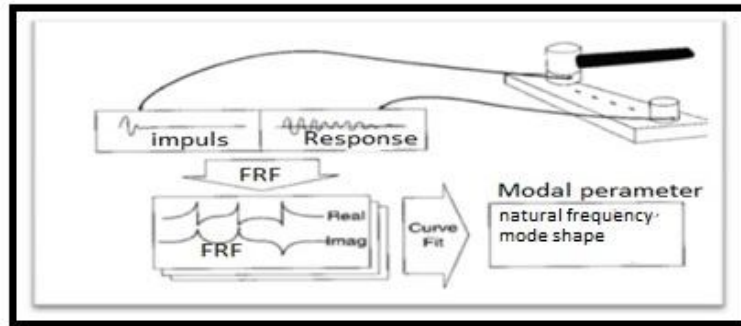 impuls
Response
FRF
Modal perameter
Real
Imag
FRF
Curve
Fit
natural frequency
mode shape